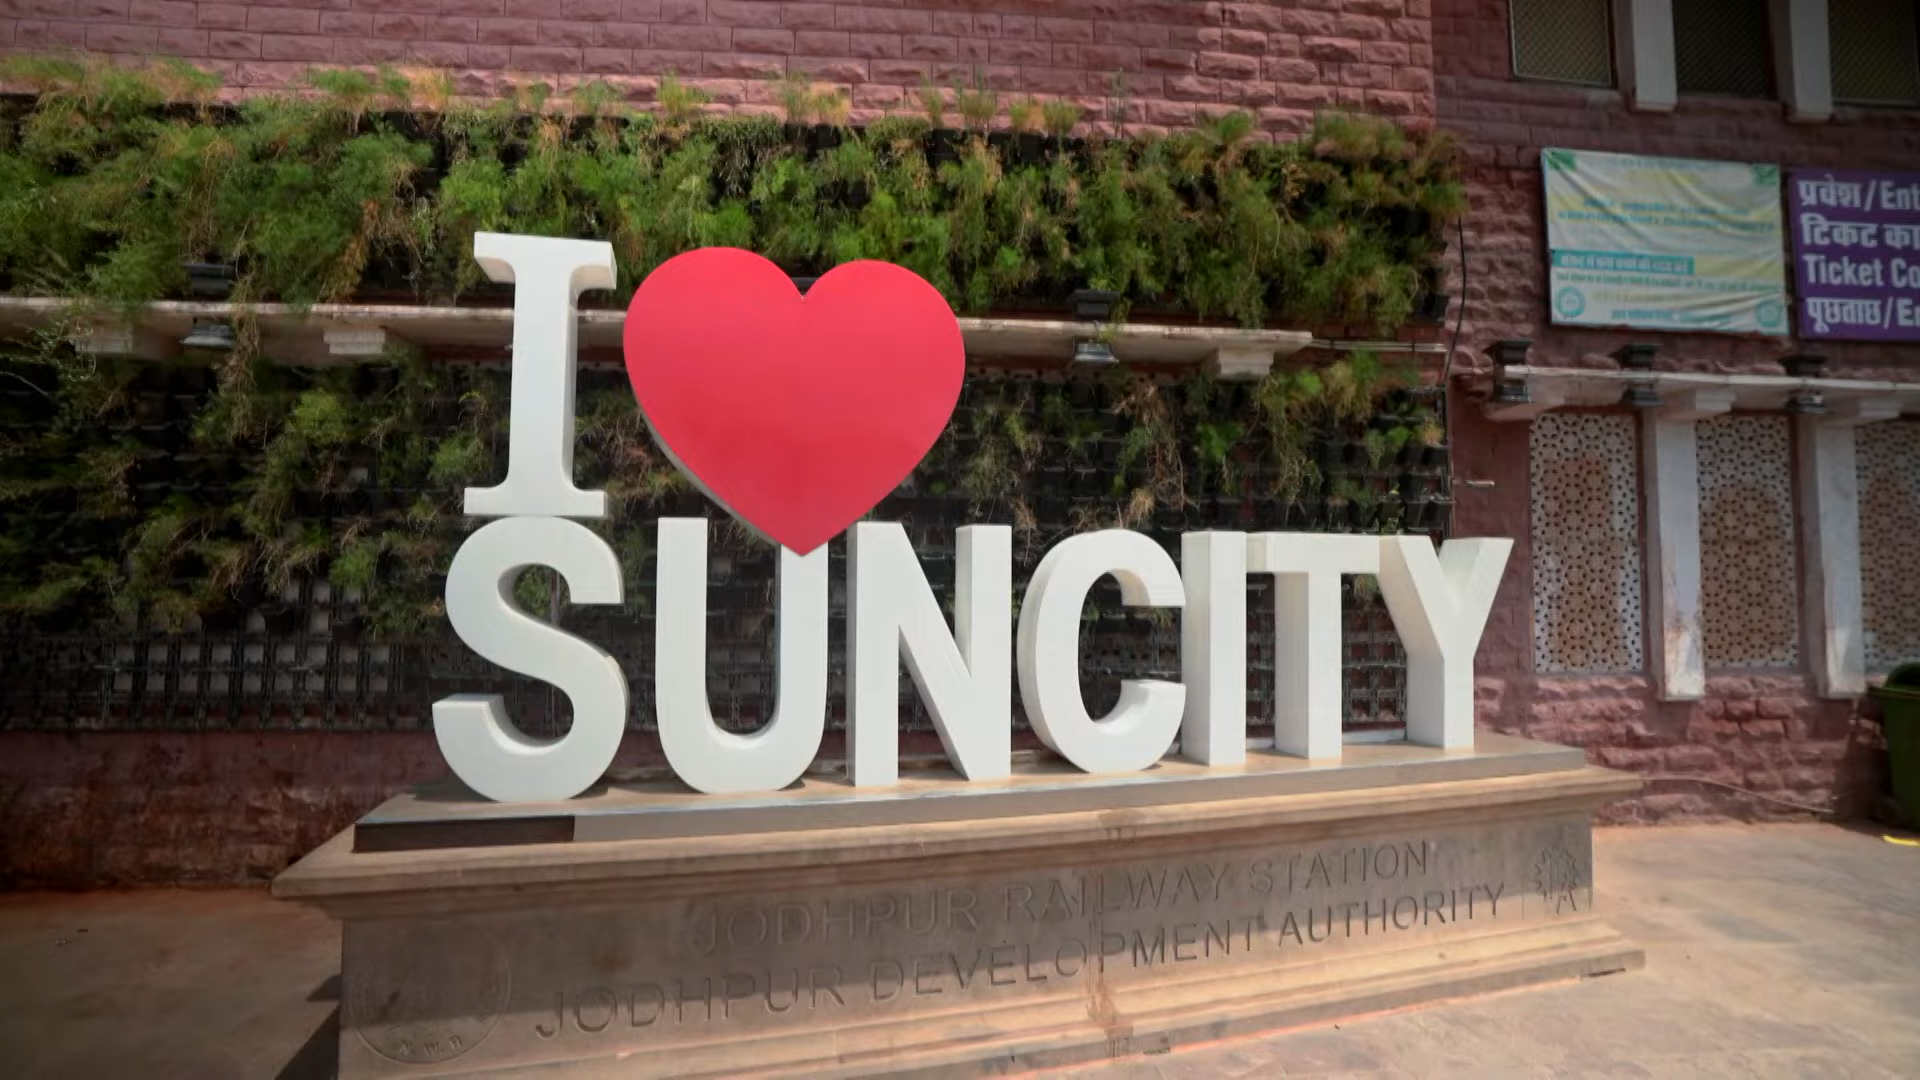 I
SUNCITY
JODHPUR RAILWAY STATION
JODHPUR DEVELOPMENT AUTHORITY
प्रवेश/Ent
टिकट का
Ticket Co
पूछताछ/En